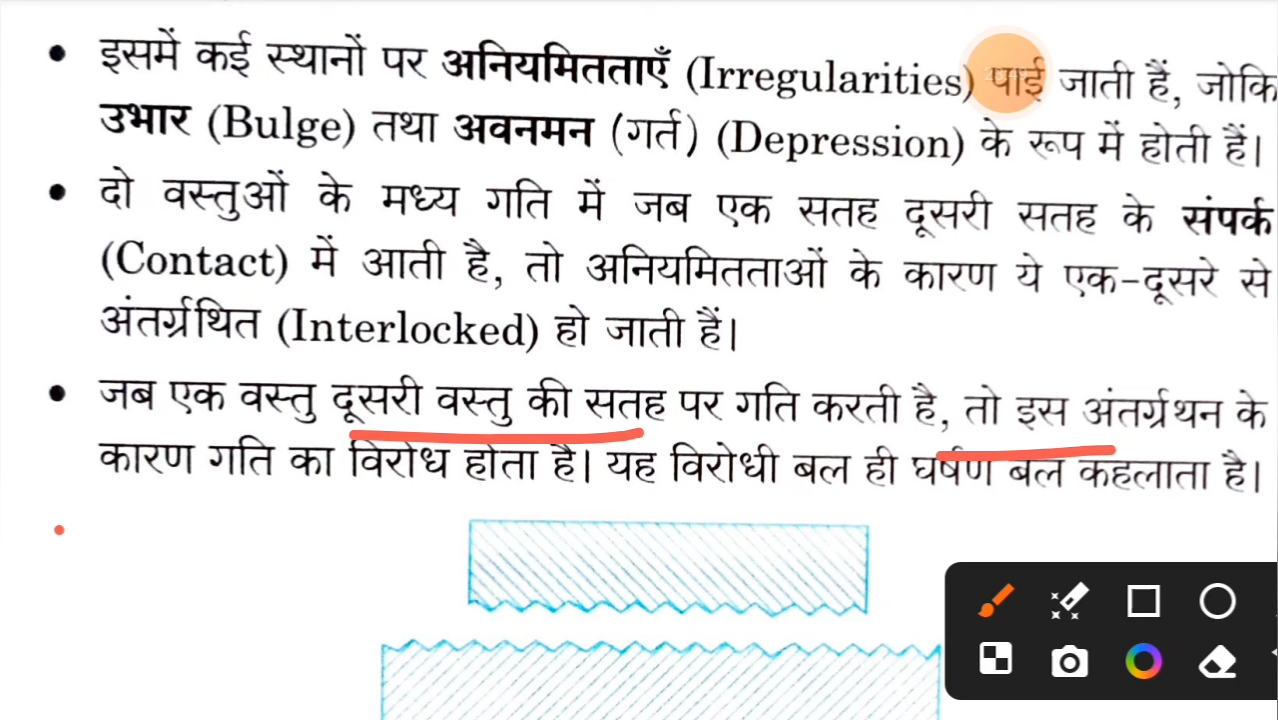 • इसमें कई स्थानों पर अनियमितताएँ (Irregularities) पाई जाती हैं, जोकि
उभार (Bulge) तथा अवनमन (गर्त) (Depression) के रूप में होती हैं।
• दो वस्तुओं के मध्य गति में जब एक सतह दूसरी सतह के संपर्क
(Contact) में आती है, तो अनियमितताओं के कारण ये एक-दूसरे से
अंतर्ग्रथित (Interlocked) हो जाती हैं।
• जब एक वस्तु दूसरी वस्तु की सतह पर गति करती है, तो इस अंतर्ग्रथन के
कारण गति का विरोध होता है। यह विरोधी बल ही घर्षण बल कहलाता है।